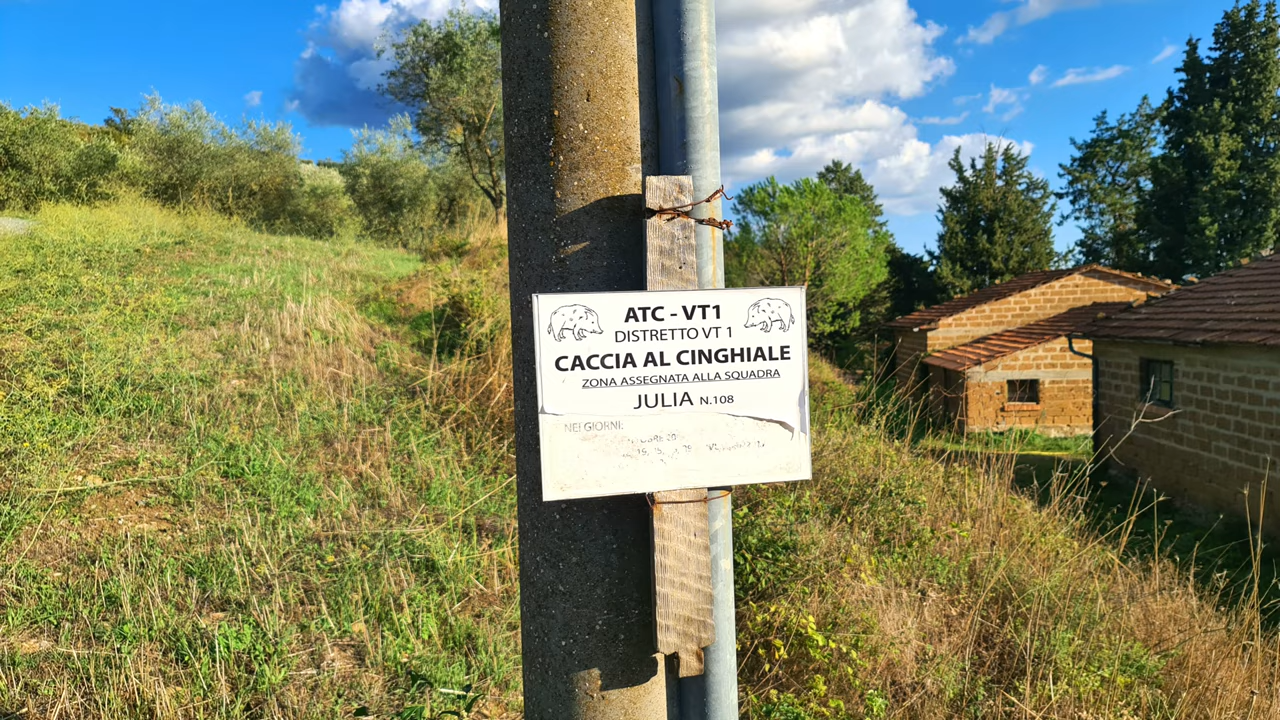 ATC - VT1
DISTRETTO VT 1
CACCIA AL CINGHIALE
ZONA ASSEGNATA ALLA SQUADRA
JULIA N.108
NEI GIORNI: